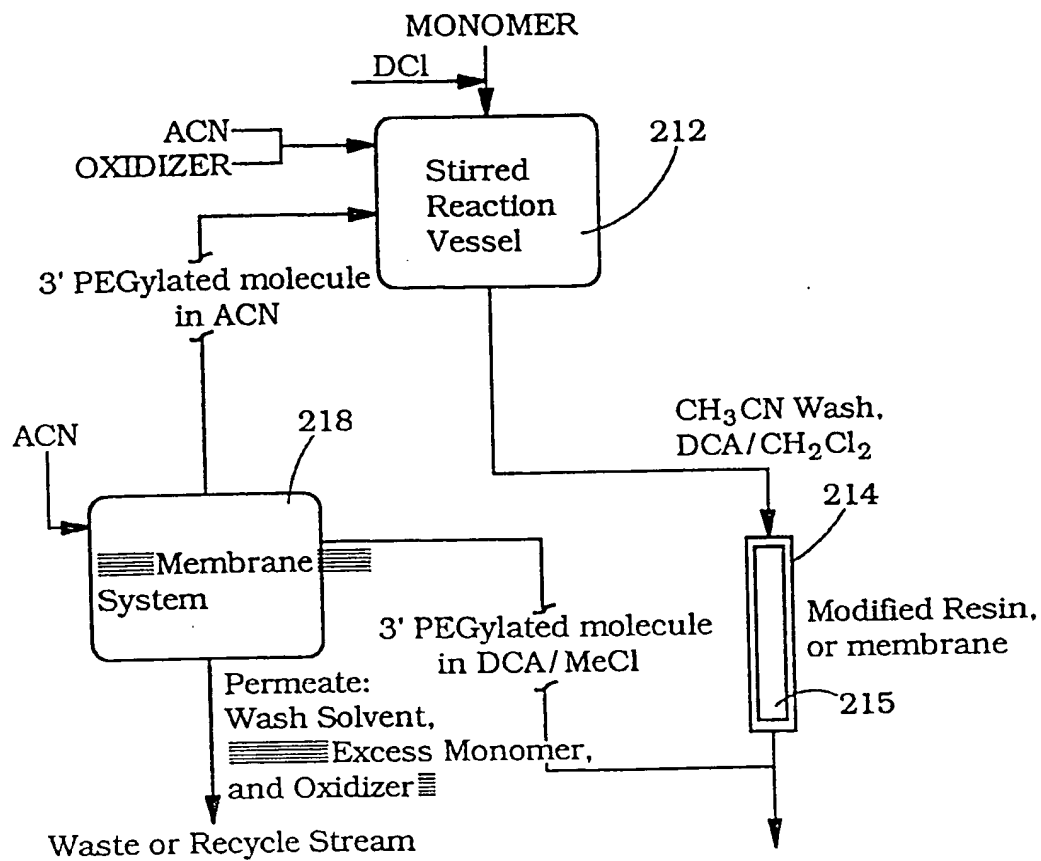 MONOMER
DCl
ACN
OXIDIZER
212
Stirred
Reaction
Vessel
3' PEGylated molecule
in ACN
CH₃CN Wash,
DCA/CH₂Cl₂
ACN
218
214
Membrane
System
3' PEGylated molecule
in DCA/MeCl
Modified Resin,
or membrane
215
Permeate:
Wash Solvent,
Excess Monomer,
and Oxidizer
Waste or Recycle Stream